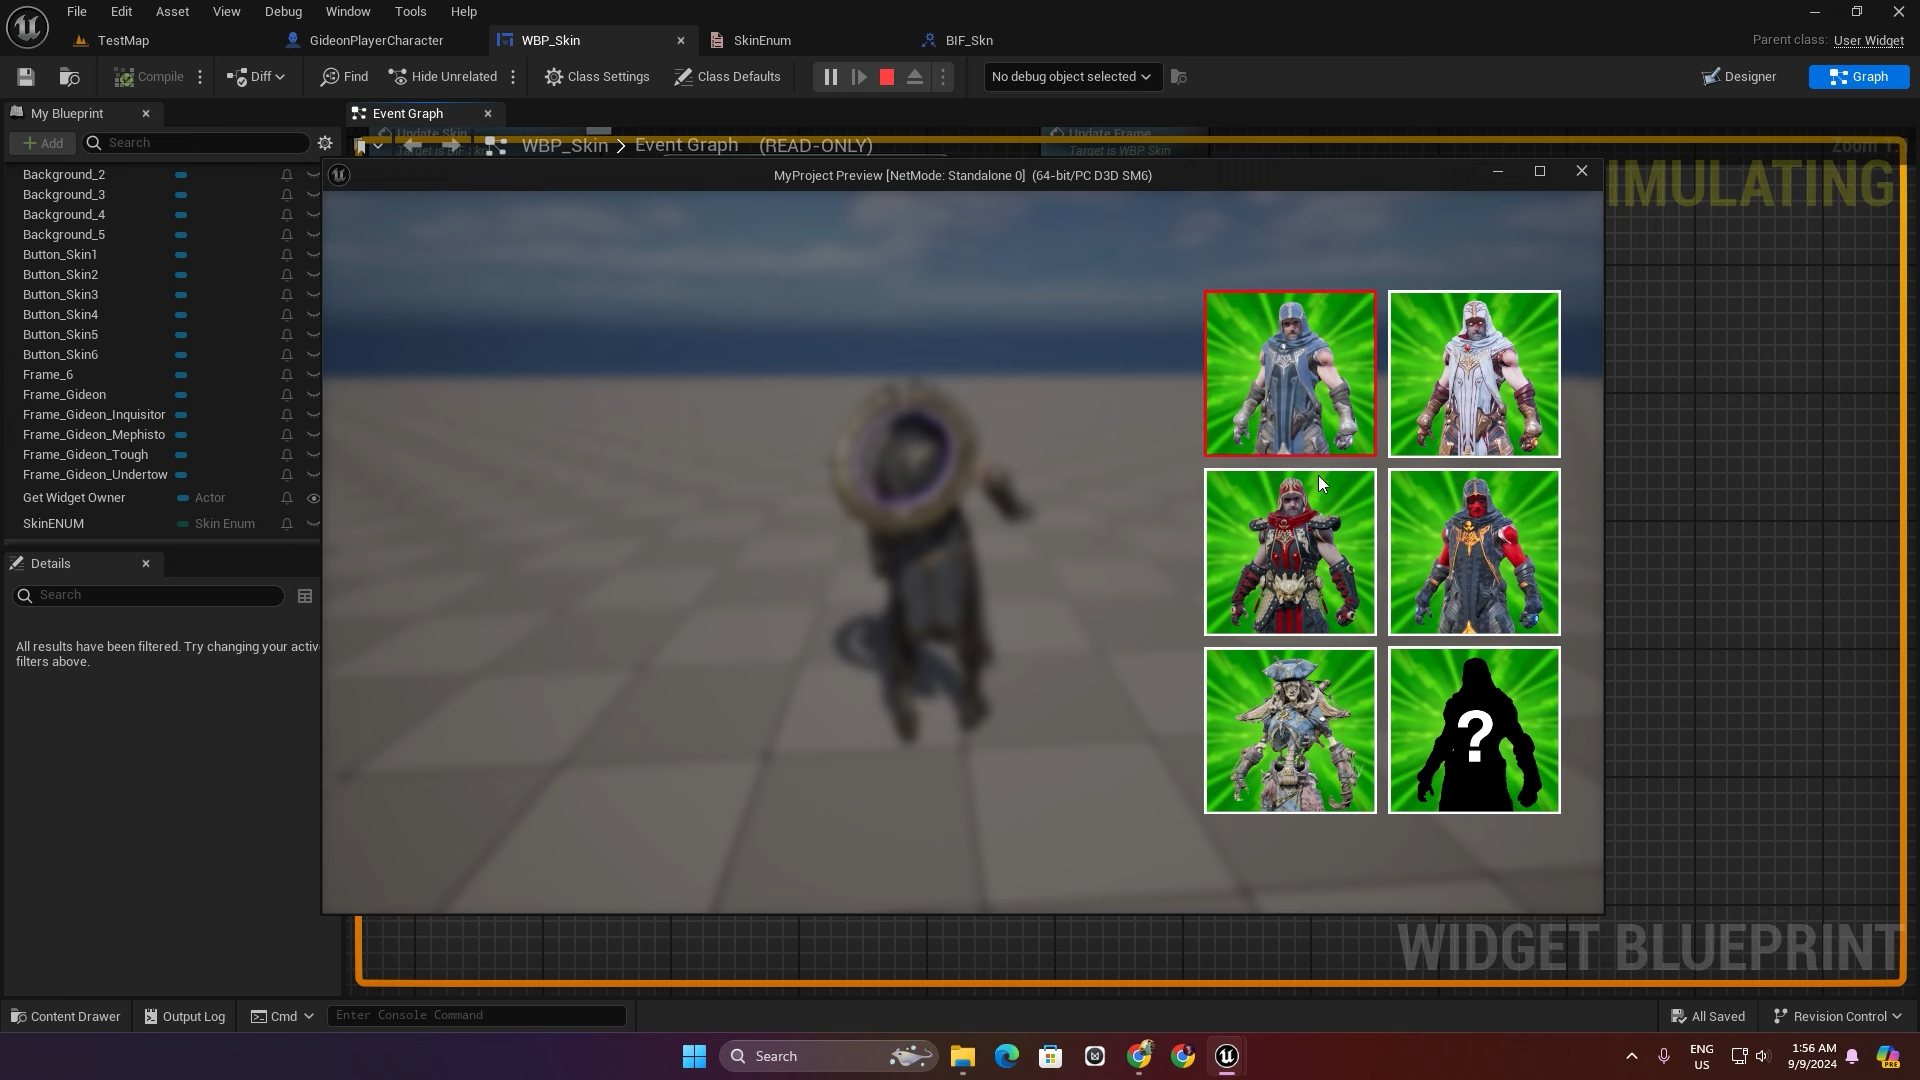 File Edit Asset View Debug Window Tools Help
TestMap GideonPlayerCharacter WBP_Skin SkinEnum BIF_Skn Parent class: User Widget
Compile Diff Find Hide Unrelated Class Settings Class Defaults No debug object selected Designer Graph
My Blueprint Event Graph
Add Search
Update Skin Update Frame
WBP_Skin > Event Graph (READ-ONLY)
Target is WBP Skin
IMULATING
MyProject Preview [NetMode: Standalone 0] (64-bit/PC D3D SM6)
Background_2
Background_3
Background_4
Background_5
Button_Skin1
Button_Skin2
Button_Skin3
Button_Skin4
Button_Skin5
Button_Skin6
Frame_6
Frame_Gideon
Frame_Gideon_Inquisitor
Frame_Gideon_Mephisto
Frame_Gideon_Tough
Frame_Gideon_Undertow
Get Widget Owner Actor
SkinENUM Skin Enum
Details
Search
All results have been filtered. Try changing your activ
filters above.
?
WIDGET BLUEPRINT
Content Drawer Output Log Cmd Enter Console Command All Saved Revision Control
Search ENG US 1:56 AM 9/9/2024 PRE